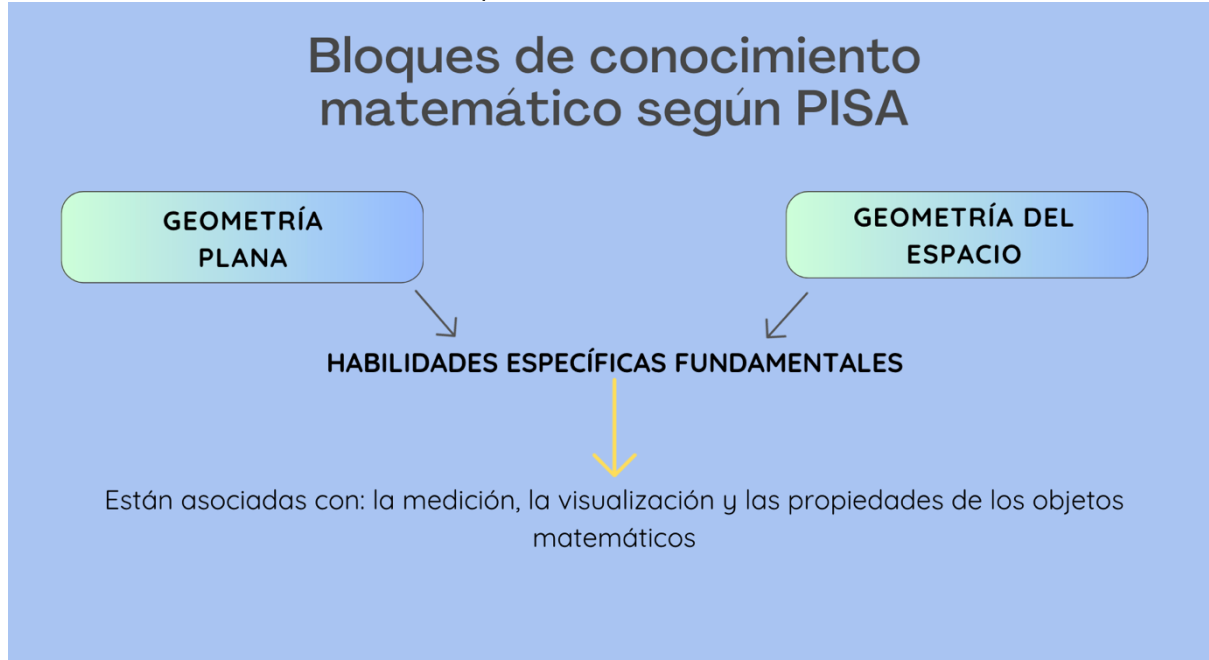 Bloques de conocimiento
matemático según PISA
GEOMETRÍA
PLANA
GEOMETRÍA DEL
ESPACIO
HABILIDADES ESPECÍFICAS FUNDAMENTALES
Están asociadas con: la medición, la visualización y las propiedades de los objetos
matemáticos